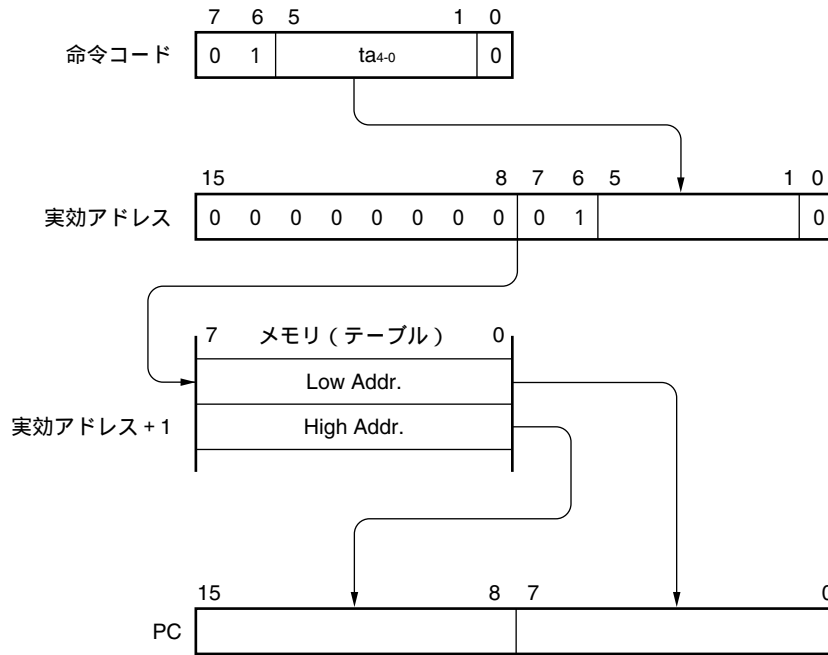 7 6 5 1 0
命令コード 0 1 ta4-0 0
15 8 7 6 5 1 0
実効アドレス 0 0 0 0 0 0 0 0 0 1 0
7 メモリ（テーブル） 0
Low Addr.
実効アドレス + 1 High Addr.
15 8 7 0
PC